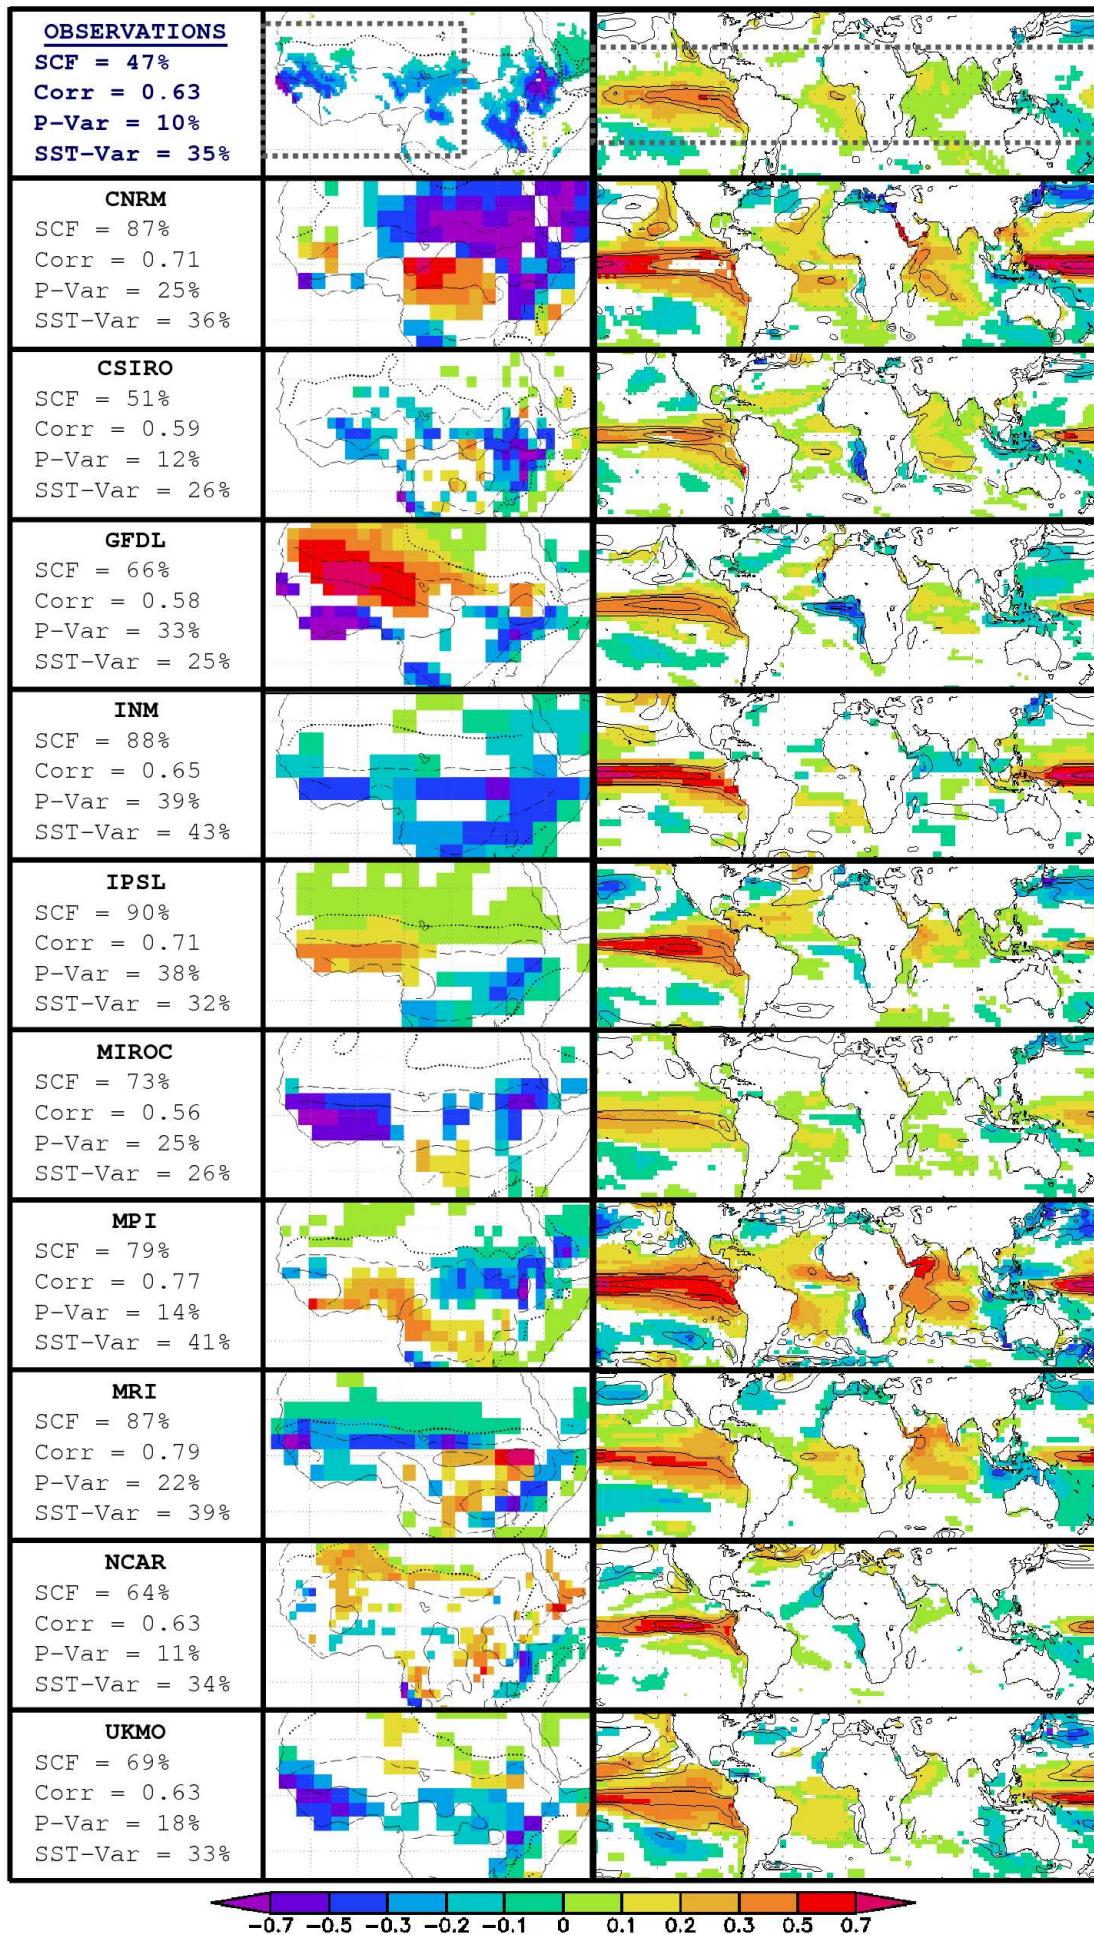 OBSERVATIONS
SCF = 47%
Corr = 0.63
P-Var = 10%
SST-Var = 35%
CNRM
SCF = 87%
Corr = 0.71
P-Var = 25%
SST-Var = 36%
CSIRO
SCF = 51%
Corr = 0.59
P-Var = 12%
SST-Var = 26%
GFDL
SCF = 66%
Corr = 0.58
P-Var = 33%
SST-Var = 25%
INM
SCF = 88%
Corr = 0.65
P-Var = 39%
SST-Var = 43%
IPSL
SCF = 90%
Corr = 0.71
P-Var = 38%
SST-Var = 32%
MIROC
SCF = 73%
Corr = 0.56
P-Var = 25%
SST-Var = 26%
MPI
SCF = 79%
Corr = 0.77
P-Var = 14%
SST-Var = 41%
MRI
SCF = 87%
Corr = 0.79
P-Var = 22%
SST-Var = 39%
NCAR
SCF = 64%
Corr = 0.63
P-Var = 11%
SST-Var = 34%
UKMO
SCF = 69%
Corr = 0.63
P-Var = 18%
SST-Var = 33%
-0.7 -0.5 -0.3 -0.2 -0.1 0 0.1 0.2 0.3 0.5 0.7